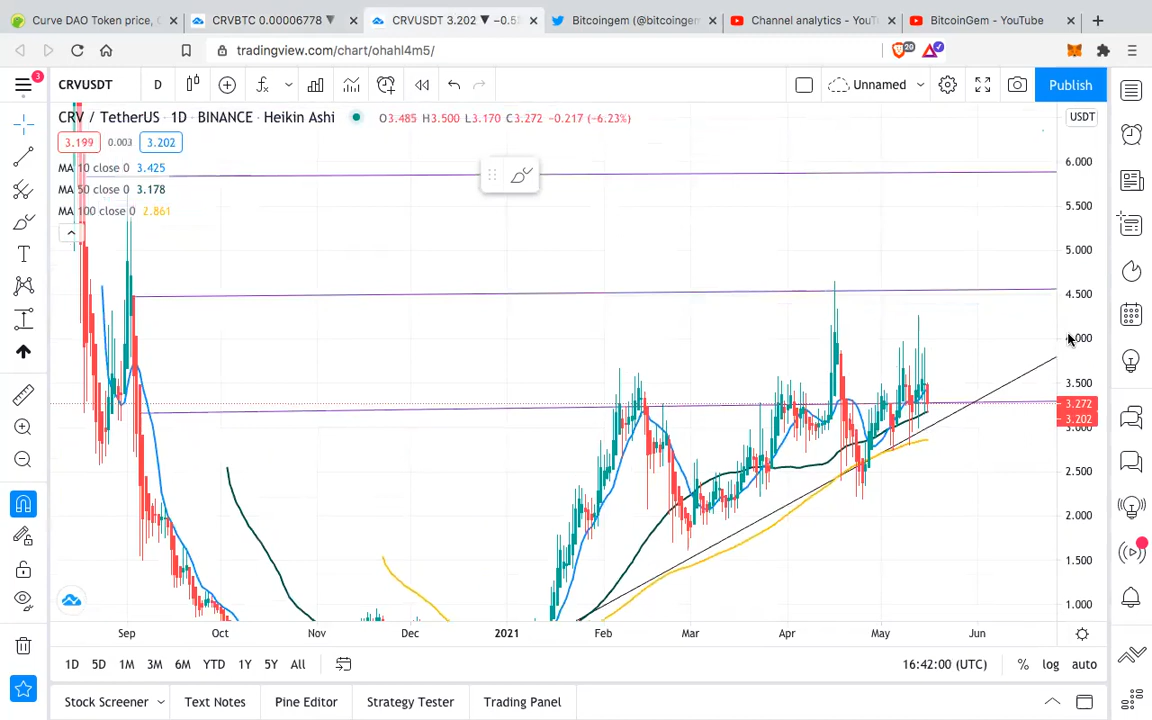 Curve DAO Token price, C
CRVBTC 0.00006778 ▼
CRVUSDT 3.202 ▼ −0.5
Bitcoingem (@bitcoingem
Channel analytics - YouT
BitcoinGem - YouTube
tradingview.com/chart/ohahl4m5/
20
3
CRVUSDT
D
Unnamed
Publish
CRV / TetherUS 1D BINANCE Heikin Ashi
O3.485 H3.500 L3.170 C3.272 −0.217 (−6.23%)
USDT
3.199 0.003 3.202
MA 10 close 0 3.425
MA 50 close 0 3.178
MA 100 close 0 2.861
6.000
5.500
5.000
4.500
4.000
3.500
3.272
3.202
3.000
2.500
2.000
1.500
1.000
Sep Oct Nov Dec 2021 Feb Mar Apr May Jun
1D 5D 1M 3M 6M YTD 1Y 5Y All
16:42:00 (UTC) % log auto
Stock Screener Text Notes Pine Editor Strategy Tester Trading Panel